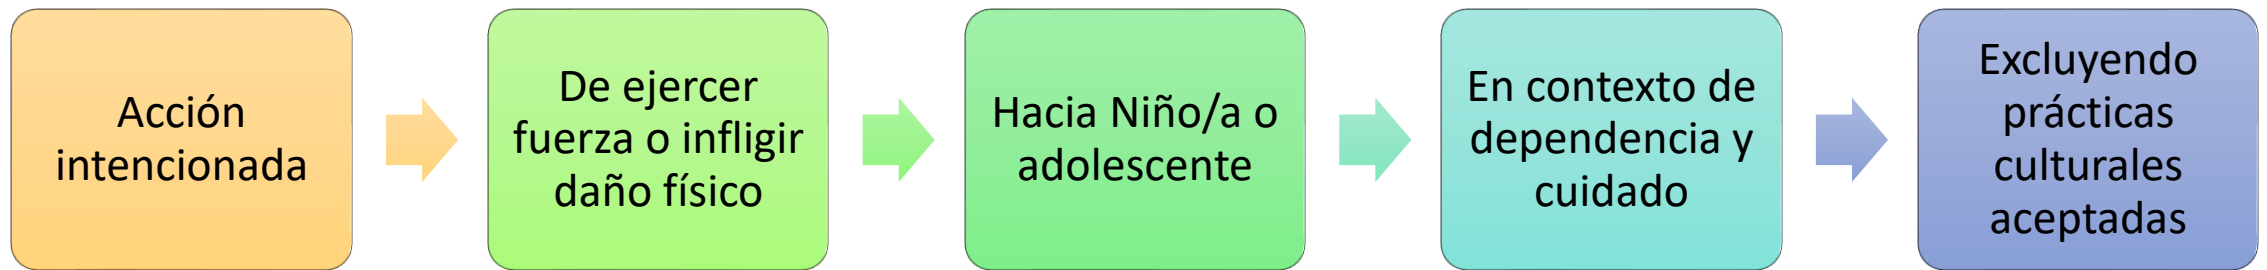 Acción
intencionada
De ejercer
fuerza o infligir
daño físico
Hacia Niño/a o
adolescente
En contexto de
dependencia y
cuidado
Excluyendo
prácticas
culturales
aceptadas